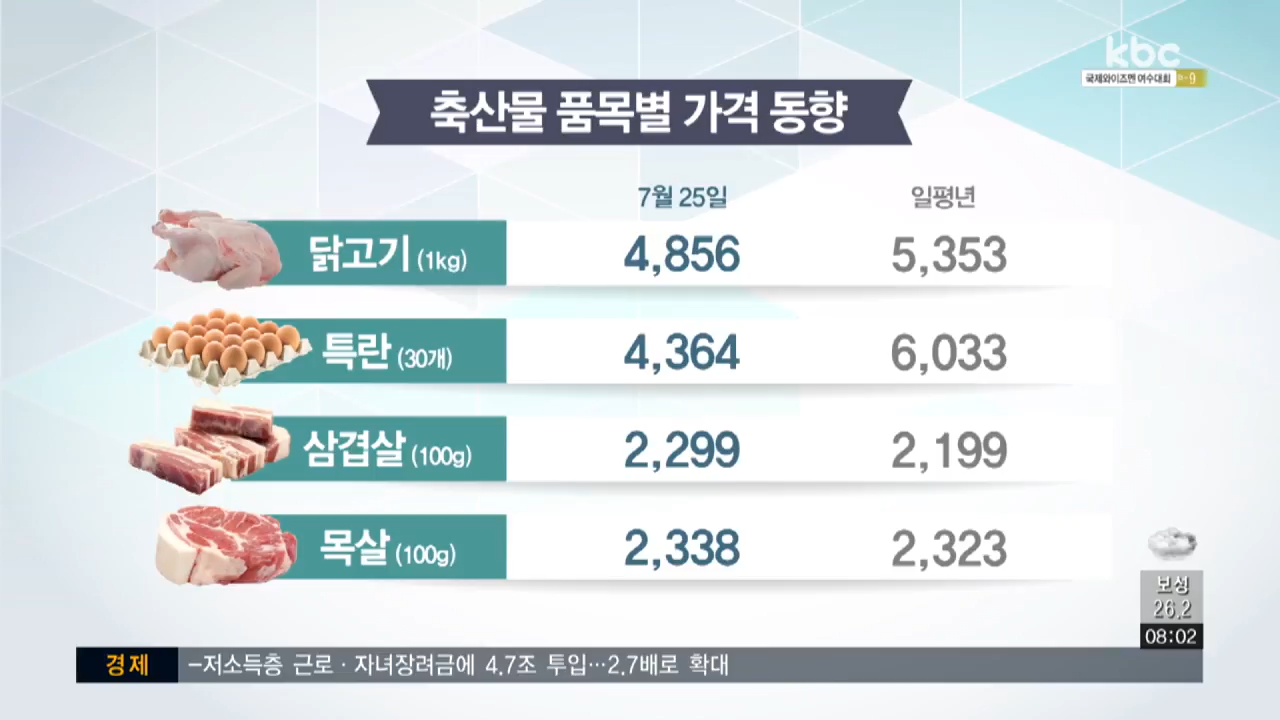 kbc
국제와이즈멘 여수대회 D-9
축산물 품목별 가격 동향
7월 25일 일평년
닭고기 (1kg) 4,856 5,353
특란 (30개) 4,364 6,033
삼겹살 (100g) 2,299 2,199
목살 (100g) 2,338 2,323
보성
26.2
08:02
경제 -저소득층 근로·자녀장려금에 4.7조 투입…2.7배로 확대